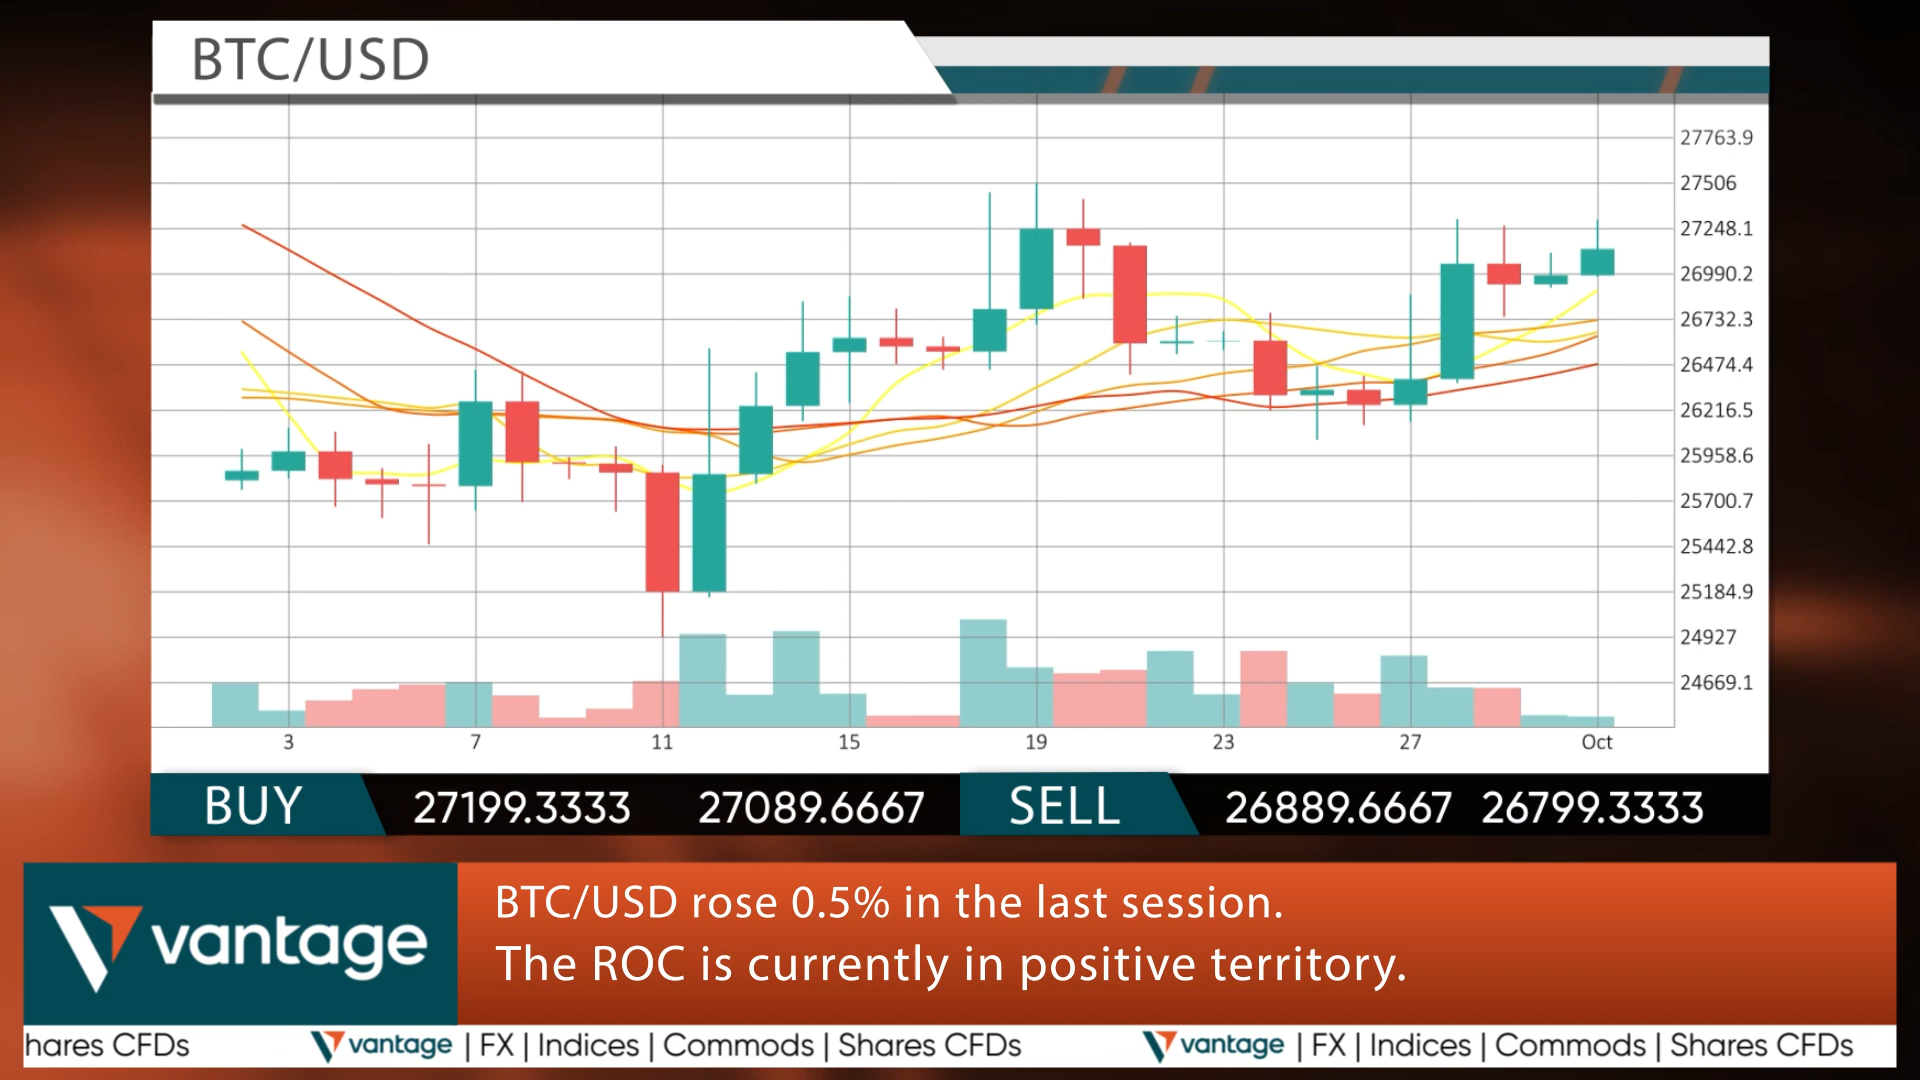 BTC/USD
27763.9
27506
27248.1
26990.2
26732.3
26474.4
26216.5
25958.6
25700.7
25442.8
25184.9
24927
24669.1
3 7 11 15 19 23 27 Oct
BUY 27199.3333 27089.6667 SELL 26889.6667 26799.3333
vantage
BTC/USD rose 0.5% in the last session.
The ROC is currently in positive territory.
hares CFDs vantage | FX | Indices | Commods | Shares CFDs vantage | FX | Indices | Commods | Shares CFDs